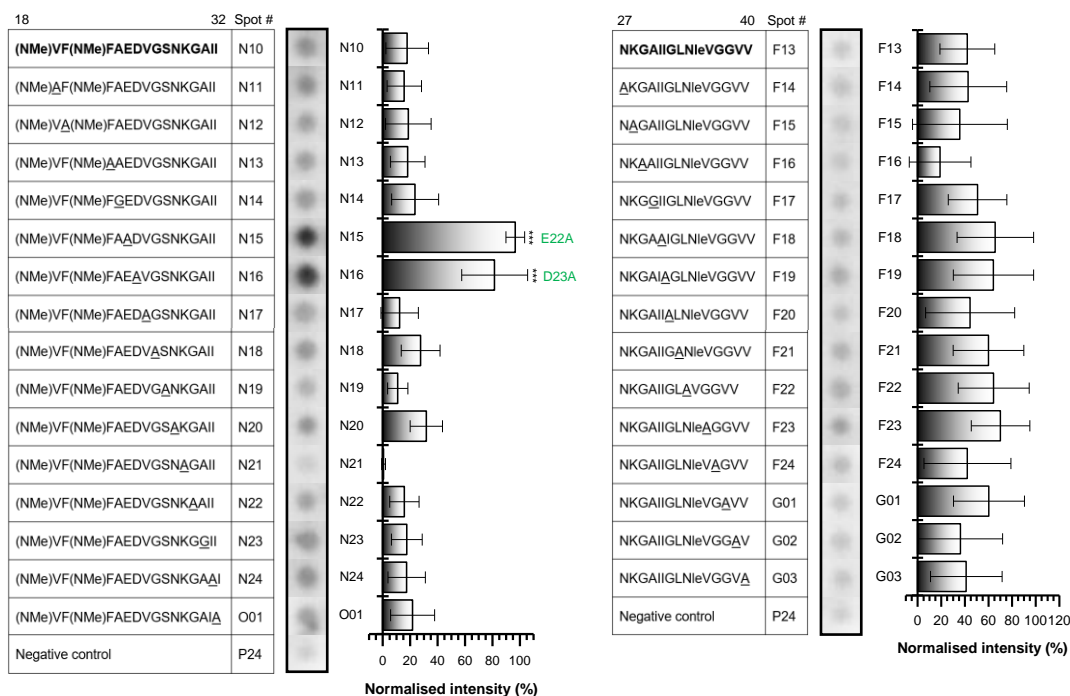 18 32 Spot #
(NMe)VF(NMe)FAEDVGSNKGAII N10
(NMe)AF(NMe)FAEDVGSNKGAII N11
(NMe)VA(NMe)FAEDVGSNKGAII N12
(NMe)VF(NMe)AAEDVGSNKGAII N13
(NMe)VF(NMe)FGEDVGSNKGAII N14
(NMe)VF(NMe)FAADVGSNKGAII N15
(NMe)VF(NMe)FAEAVGSNKGAII N16
(NMe)VF(NMe)FAEDAGSNKGAII N17
(NMe)VF(NMe)FAEDVASNKGAII N18
(NMe)VF(NMe)FAEDVGANKGAII N19
(NMe)VF(NMe)FAEDVGSAKGAII N20
(NMe)VF(NMe)FAEDVGSNAGAII N21
(NMe)VF(NMe)FAEDVGSNKAAII N22
(NMe)VF(NMe)FAEDVGSNKGGII N23
(NMe)VF(NMe)FAEDVGSNKGAAI N24
(NMe)VF(NMe)FAEDVGSNKGAIA O01
Negative control P24
N10
N11
N12
N13
N14
N15 *** E22A
N16 *** D23A
N17
N18
N19
N20
N21
N22
N23
N24
O01
0 20 40 60 80 100
Normalised intensity (%)
27 40 Spot #
NKGAIIGLNleVGGVV F13
AKGAIIGLNleVGGVV F14
NAGAIIGLNleVGGVV F15
NKAAIIGLNleVGGVV F16
NKGGIIGLNleVGGVV F17
NKGAAIGLNleVGGVV F18
NKGAIAGLNleVGGVV F19
NKGAIIALNleVGGVV F20
NKGAIIGANleVGGVV F21
NKGAIIGLAVGGVV F22
NKGAIIGLNleAGGVV F23
NKGAIIGLNleVAGVV F24
NKGAIIGLNleVGAVV G01
NKGAIIGLNleVGGAV G02
NKGAIIGLNleVGGVA G03
Negative control P24
F13
F14
F15
F16
F17
F18
F19
F20
F21
F22
F23
F24
G01
G02
G03
0 20 40 60 80 100 120
Normalised intensity (%)